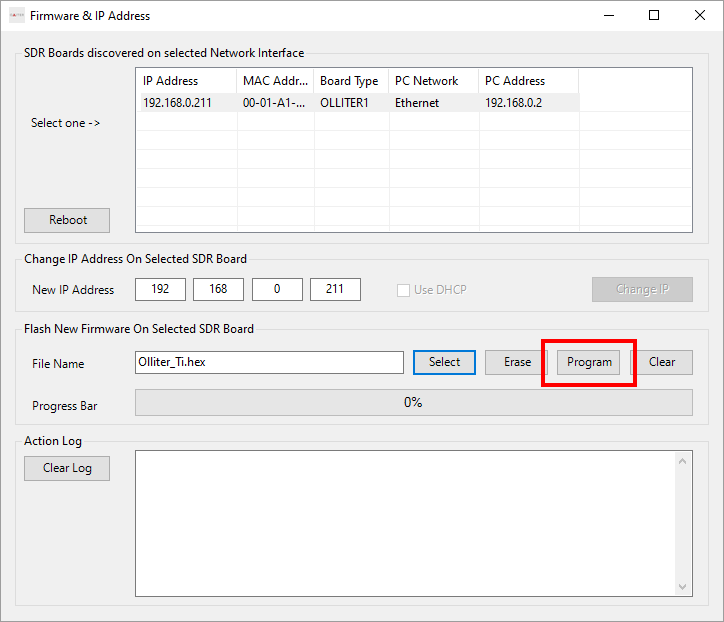 Firmware & IP Address
SDR Boards discovered on selected Network Interface
IP Address MAC Addr... Board Type PC Network PC Address
192.168.0.211 00-01-A1-... OLLITER1 Ethernet 192.168.0.2
Select one ->
Reboot
Change IP Address On Selected SDR Board
New IP Address 192 168 0 211 Use DHCP Change IP
Flash New Firmware On Selected SDR Board
File Name Olliter_Ti.hex Select Erase Program Clear
Progress Bar 0%
Action Log
Clear Log